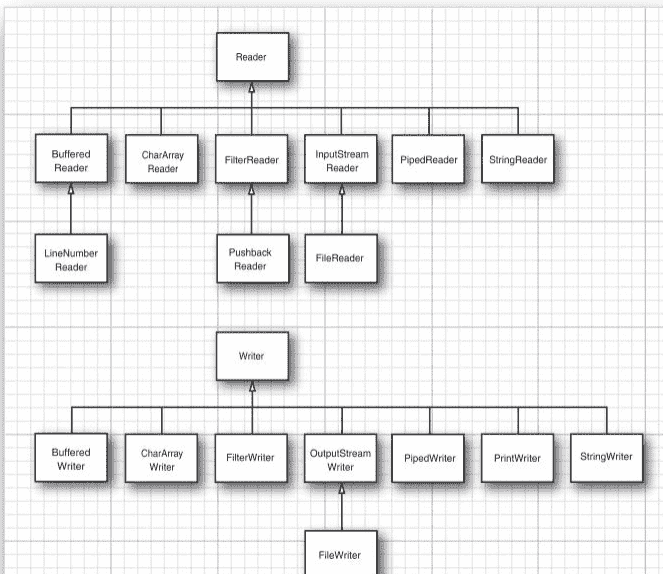 Reader
Buffered
Reader
CharArray
Reader
FilterReader
InputStream
Reader
PipedReader
StringReader
LineNumber
Reader
Pushback
Reader
FileReader
Writer
Buffered
Writer
CharArray
Writer
FilterWriter
OutputStream
Writer
PipedWriter
PrintWriter
StringWriter
FileWriter